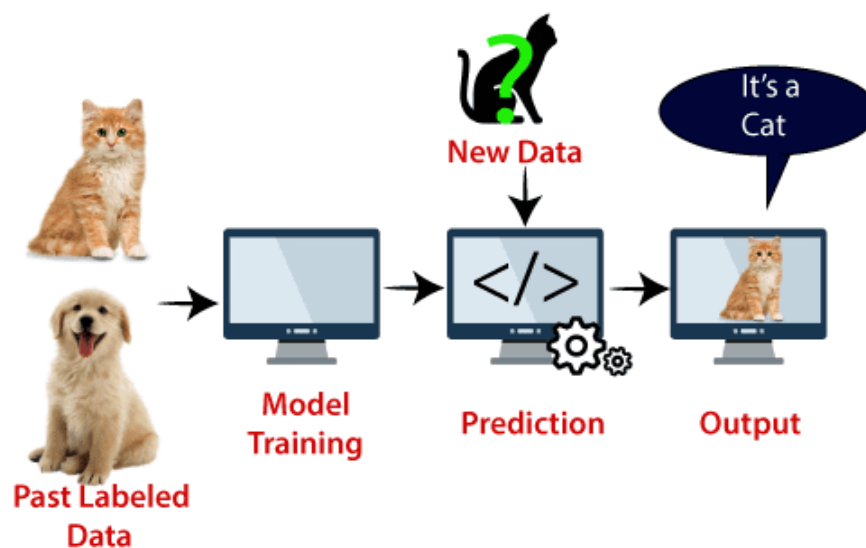 ?
New Data
It's a
Cat
</>
Model
Training
Prediction
Output
Past Labeled
Data